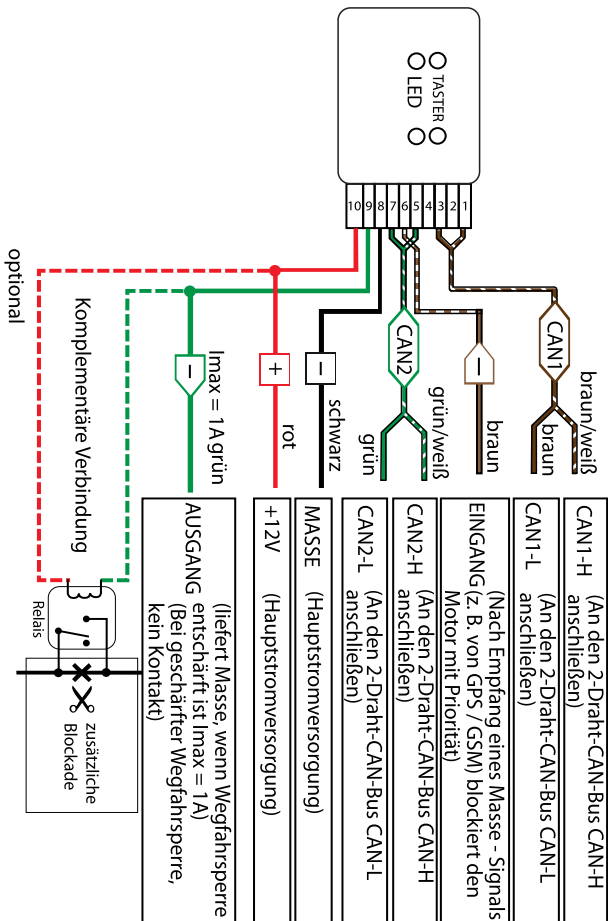 TASTER
LED
1
2
3
4
5
6
7
8
9
10
CAN1
braun/weiß
braun
CAN1-H (An den 2-Draht-CAN-Bus CAN-H
anschließen)
CAN1-L (An den 2-Draht-CAN-Bus CAN-L
anschließen)
−
braun
EINGANG (Nach Empfang eines Masse - Signals
(z. B. von GPS / GSM) blockiert den
Motor mit Priorität)
CAN2
grün/weiß
grün
CAN2-H (An den 2-Draht-CAN-Bus CAN-H
anschließen)
CAN2-L (An den 2-Draht-CAN-Bus CAN-L
anschließen)
−
schwarz
MASSE (Hauptstromversorgung)
+
rot
+12V (Hauptstromversorgung)
−
Imax = 1A grün
AUSGANG (liefert Masse, wenn Wegfahrsperre
entschärft ist Imax = 1A)
(Bei geschärfter Wegfahrsperre,
kein Kontakt)
Komplementäre Verbindung
optional
Relais
zusätzliche
Blockade